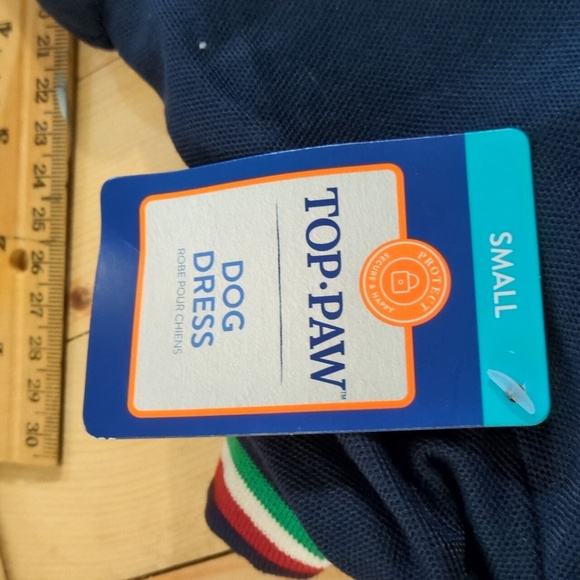 SMALL
PROTECT
SECURE & HAPPY
TOP·PAW™
DOG
DRESS
ROBE POUR CHIENS
21 22 23 24 25 26 27 28 29 30